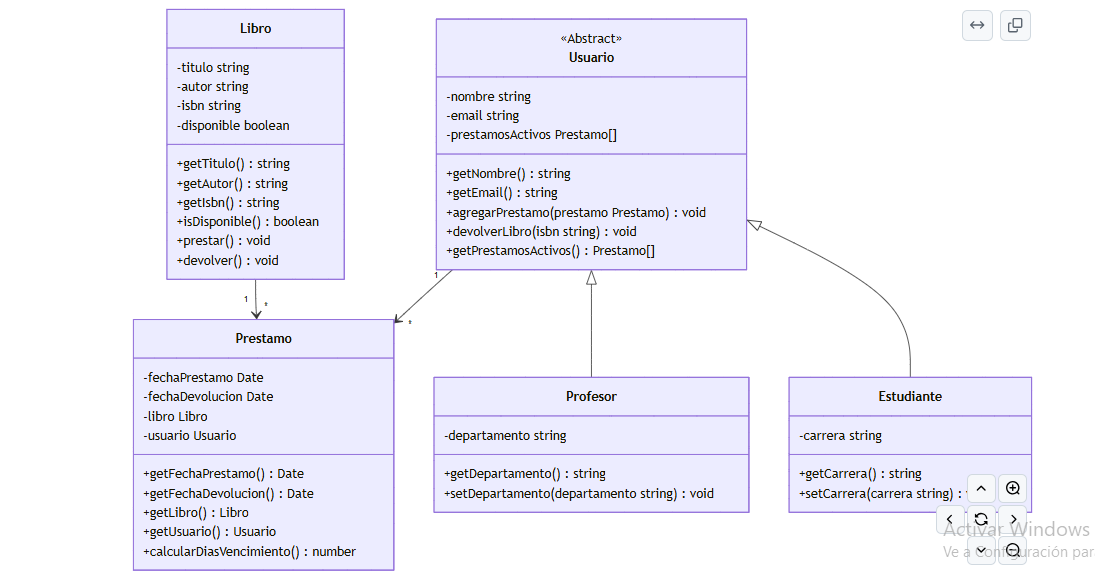 Libro
-titulo string
-autor string
-isbn string
-disponible boolean
+getTitulo() : string
+getAutor() : string
+getIsbn() : string
+isDisponible() : boolean
+prestar() : void
+devolver() : void
«Abstract»
Usuario
-nombre string
-email string
-prestamosActivos Prestamo[]
+getNombre() : string
+getEmail() : string
+agregarPrestamo(prestamo Prestamo) : void
+devolverLibro(isbn string) : void
+getPrestamosActivos() : Prestamo[]
1
*
1
*
Prestamo
-fechaPrestamo Date
-fechaDevolucion Date
-libro Libro
-usuario Usuario
+getFechaPrestamo() : Date
+getFechaDevolucion() : Date
+getLibro() : Libro
+getUsuario() : Usuario
+calcularDiasVencimiento() : number
Profesor
-departamento string
+getDepartamento() : string
+setDepartamento(departamento string) : void
Estudiante
-carrera string
+getCarrera() : string
+setCarrera(carrera string) :
Activar Windows
Ve a Configuración par